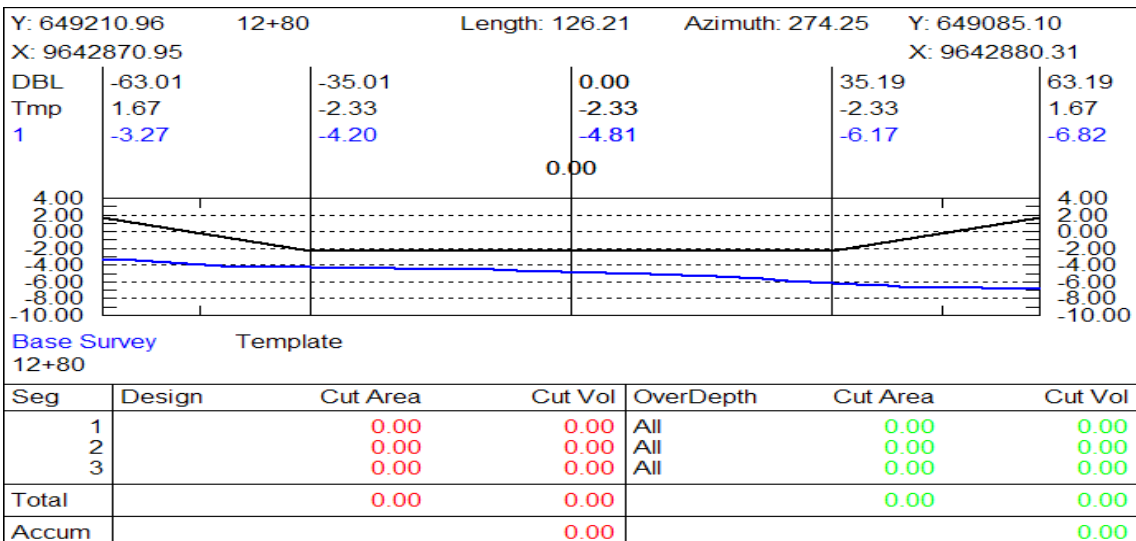 Y: 649210.96 12+80 Length: 126.21 Azimuth: 274.25 Y: 649085.10
X: 9642870.95 X: 9642880.31
DBL -63.01 -35.01 0.00 35.19 63.19
Tmp 1.67 -2.33 -2.33 -2.33 1.67
1 -3.27 -4.20 -4.81 -6.17 -6.82
0.00
4.00 4.00
2.00 2.00
0.00 0.00
-2.00 -2.00
-4.00 -4.00
-6.00 -6.00
-8.00 -8.00
-10.00 -10.00
Base Survey Template
12+80
Seg Design Cut Area Cut Vol OverDepth Cut Area Cut Vol
1 0.00 0.00 All 0.00 0.00
2 0.00 0.00 All 0.00 0.00
3 0.00 0.00 All 0.00 0.00
Total 0.00 0.00 0.00 0.00
Accum 0.00 0.00